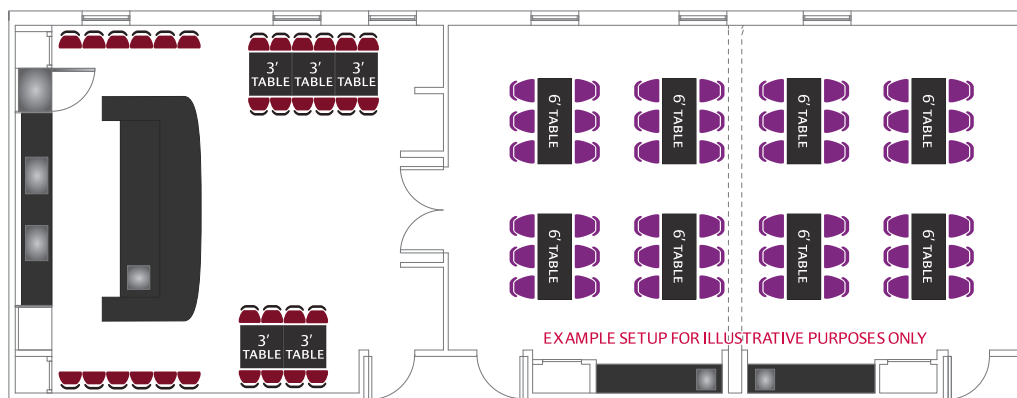 3'
TABLE
3'
TABLE
3'
TABLE
6' TABLE
6' TABLE
6' TABLE
6' TABLE
6' TABLE
6' TABLE
6' TABLE
6' TABLE
3'
TABLE
3'
TABLE
EXAMPLE SETUP FOR ILLUSTRATIVE PURPOSES ONLY